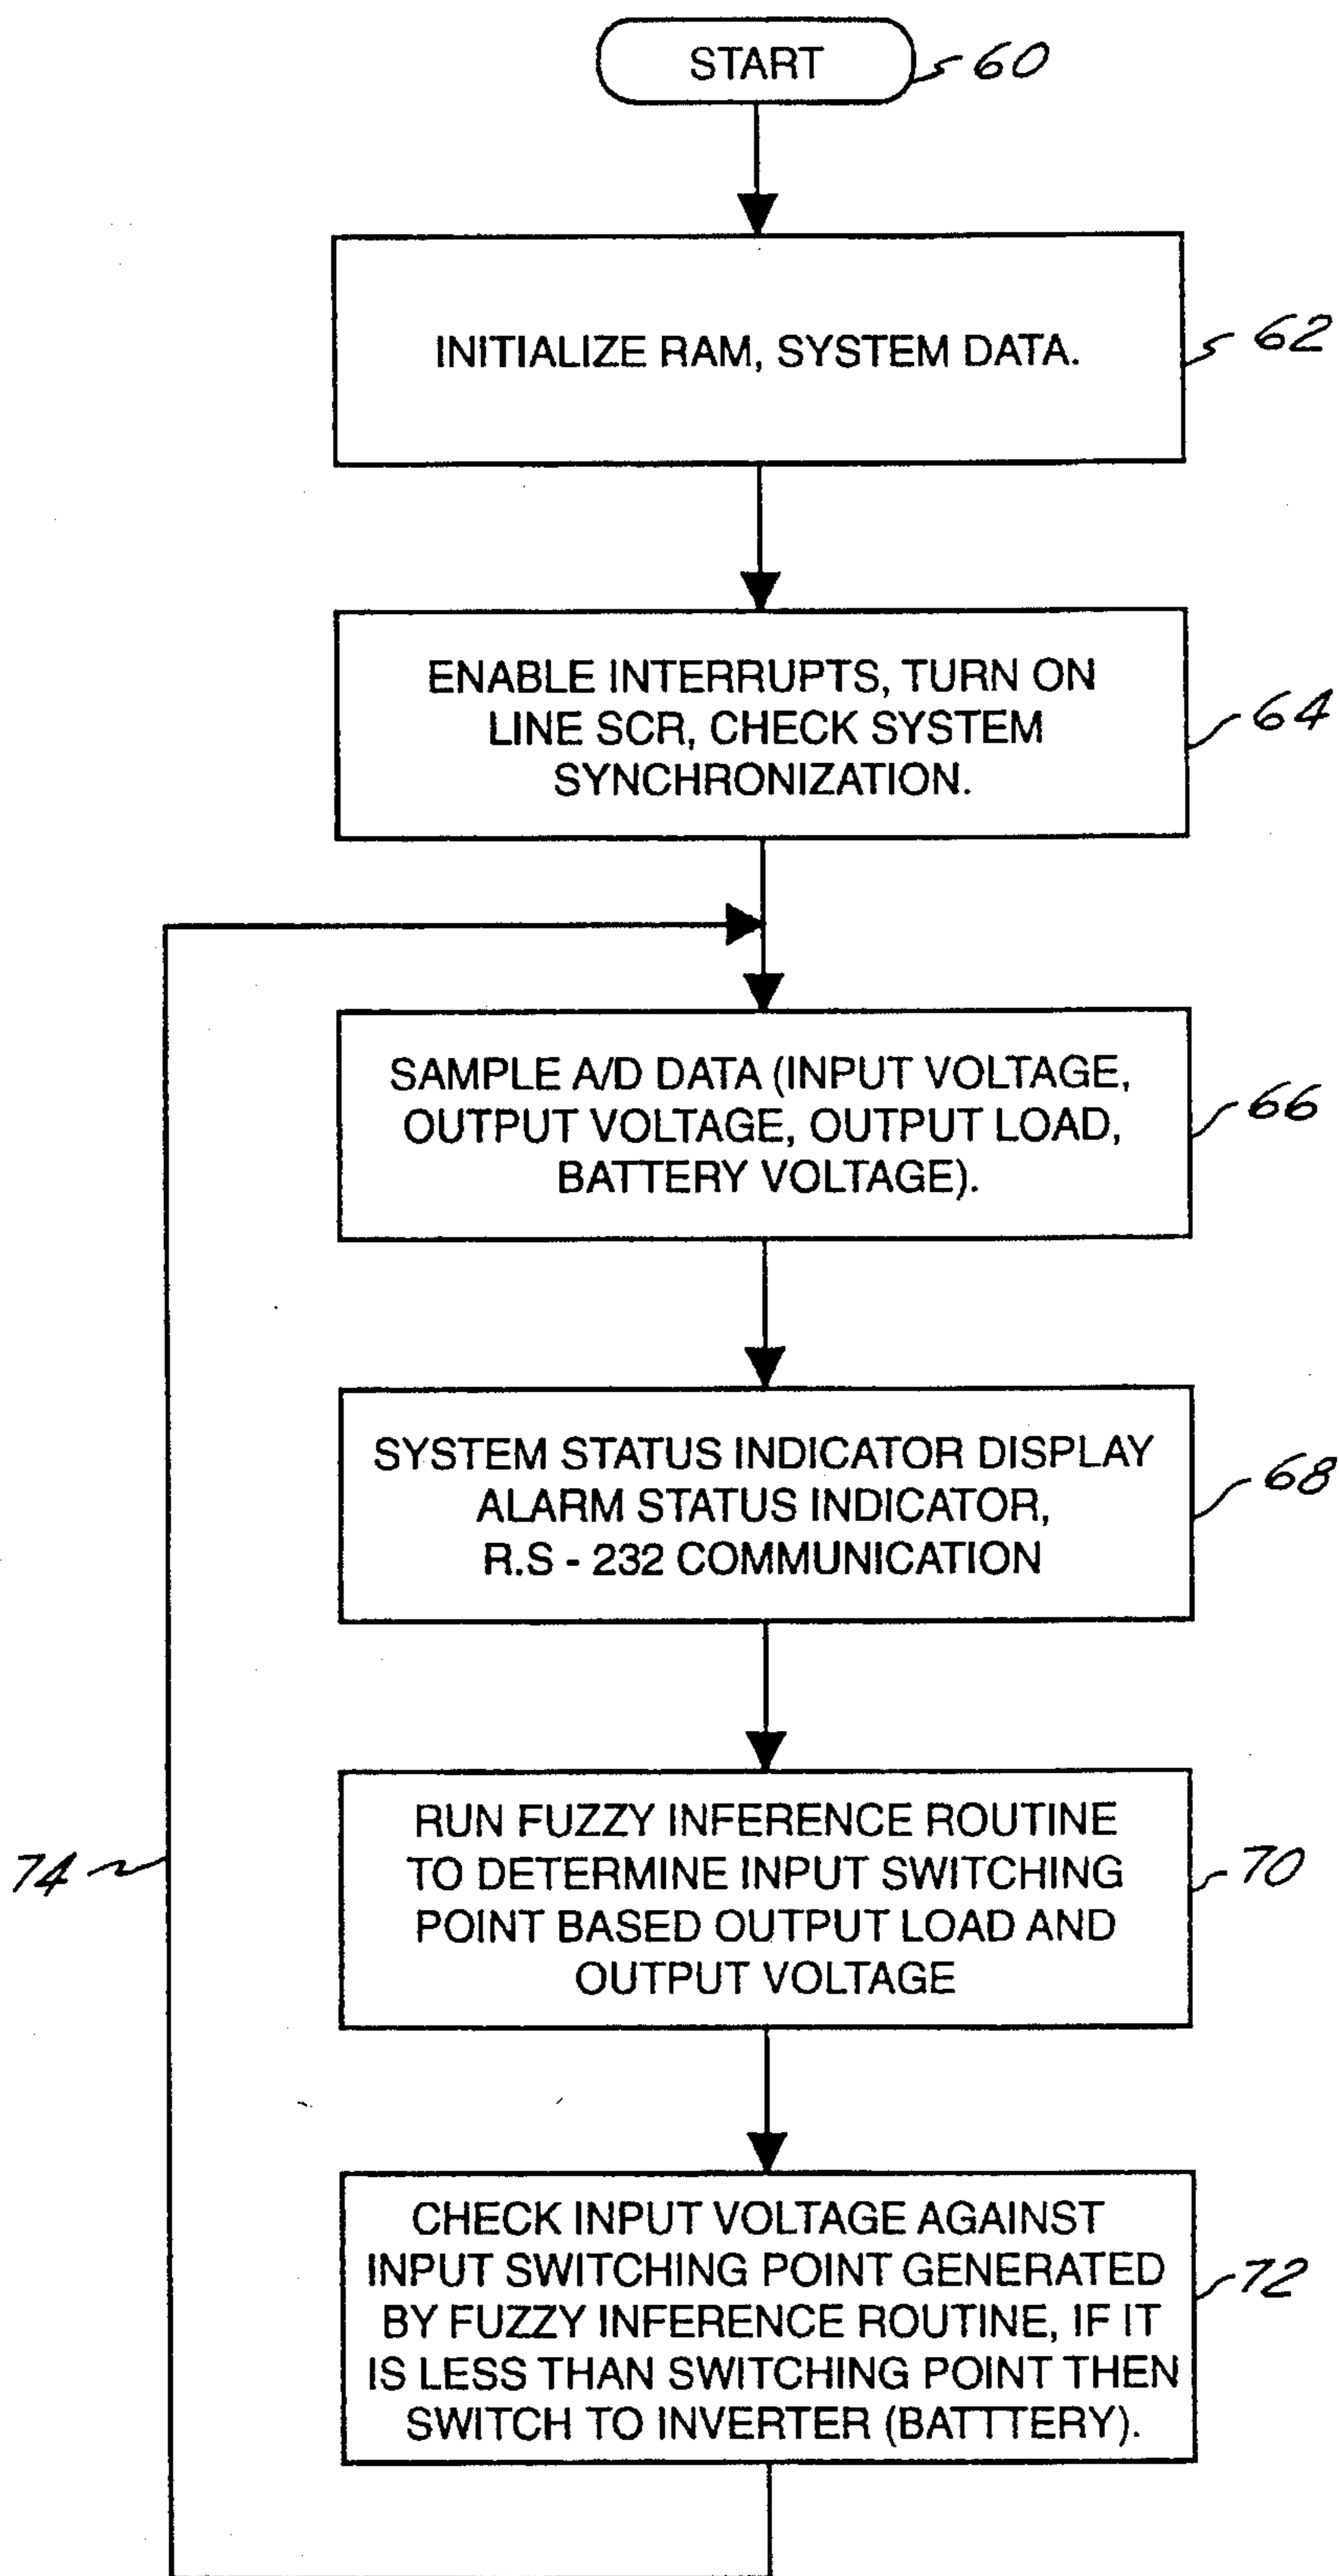 START
60
INITIALIZE RAM, SYSTEM DATA.
62
ENABLE INTERRUPTS, TURN ON
LINE SCR, CHECK SYSTEM
SYNCHRONIZATION.
64
SAMPLE A/D DATA (INPUT VOLTAGE,
OUTPUT VOLTAGE, OUTPUT LOAD,
BATTERY VOLTAGE).
66
SYSTEM STATUS INDICATOR DISPLAY
ALARM STATUS INDICATOR,
R.S - 232 COMMUNICATION
68
RUN FUZZY INFERENCE ROUTINE
TO DETERMINE INPUT SWITCHING
POINT BASED OUTPUT LOAD AND
OUTPUT VOLTAGE
70
74
CHECK INPUT VOLTAGE AGAINST
INPUT SWITCHING POINT GENERATED
BY FUZZY INFERENCE ROUTINE, IF IT
IS LESS THAN SWITCHING POINT THEN
SWITCH TO INVERTER (BATTTERY).
72